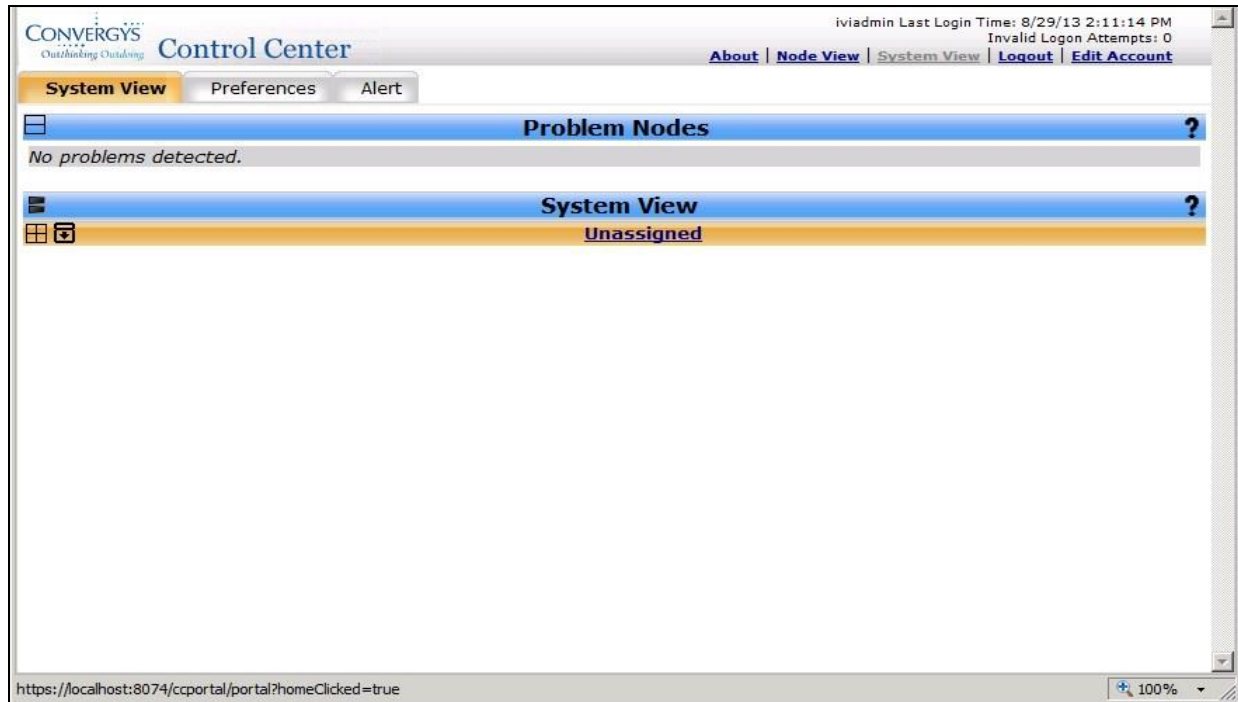 CONVERGYS
Outthinking Outdoing
Control Center
iviadmin Last Login Time: 8/29/13 2:11:14 PM
Invalid Logon Attempts: 0
About | Node View | System View | Logout | Edit Account
System View
Preferences
Alert
Problem Nodes
?
No problems detected.
System View
?
Unassigned
https://localhost:8074/ccportal/portal?homeClicked=true
100%